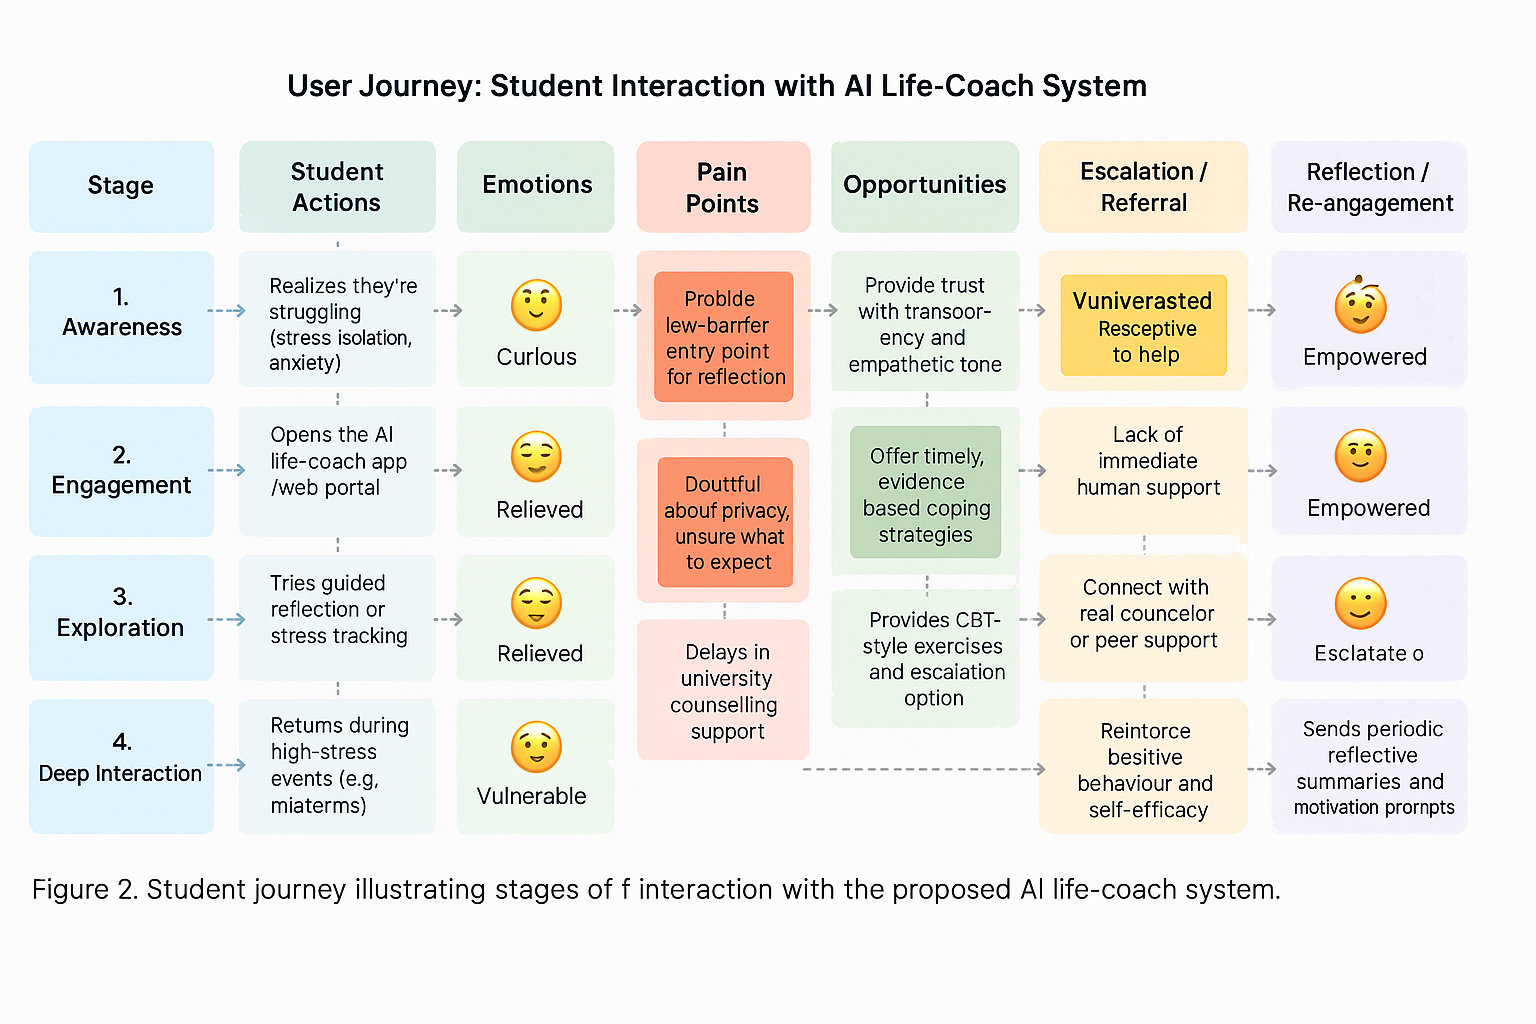 User Journey: Student Interaction with AI Life-Coach System
Stage
Student
Actions
Emotions
Pain
Points
Opportunities
Escalation /
Referral
Reflection /
Re-angagement
1.
Awareness
Realizes they're
struggling
(stress isolation,
anxiety)
Curlous
Problde
lew-barrfer
entry point
for reflection
Provide trust
with transoor-
ency and
empathetic tone
Vuniverasted
Resceptive
to help
Empowered
2.
Engagement
Opens the AI
life-coach app
/web portal
Relieved
Douttful
abouf privacy,
unsure what
to expect
Offer timely,
evidence
based coping
strategies
Lack of
immediate
human support
Empowered
3.
Exploration
Tries guided
reflection or
stress tracking
Relieved
Delays in
university
counselling
support
Provides CBT-
style exercises
and escaiation
option
Connect with
real councelor
or peer support
Esclatate o
4.
Deep Interaction
Returns during
high-stress
events (e.g,
miaterms)
Vulnerable
Reintorce
besitive
behaviour and
self-efficacy
Sends periodic
reflective
summaries and
motivation prornpts
Figure 2. Student journey illustrating stages of f interaction with the proposed AI life-coach system.